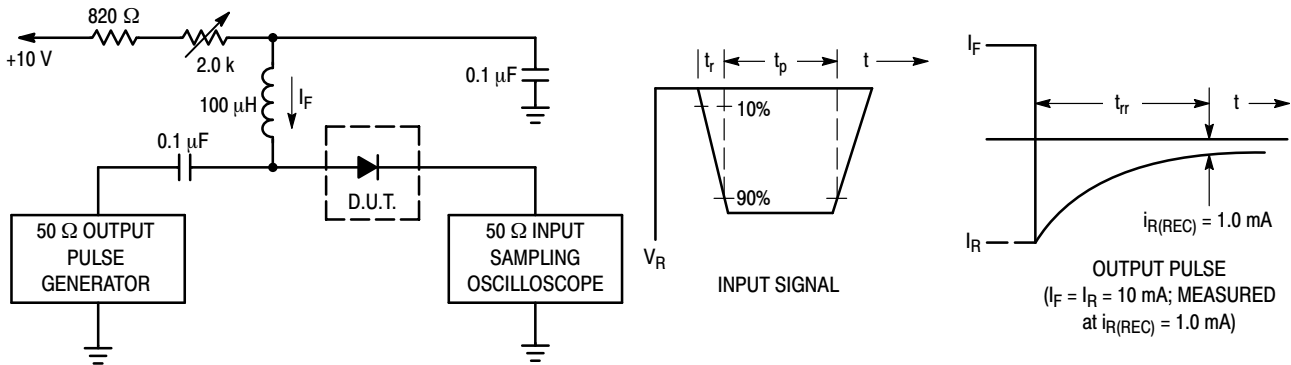 820 Ω
+10 V
2.0 k
100 μH
I_F
0.1 μF
0.1 μF
D.U.T.
50 Ω OUTPUT
PULSE
GENERATOR
50 Ω INPUT
SAMPLING
OSCILLOSCOPE
t_r
t_p
t
10%
90%
V_R
INPUT SIGNAL
I_F
t_rr
t
i_R(REC) = 1.0 mA
I_R
OUTPUT PULSE
(I_F = I_R = 10 mA; MEASURED
at i_R(REC) = 1.0 mA)